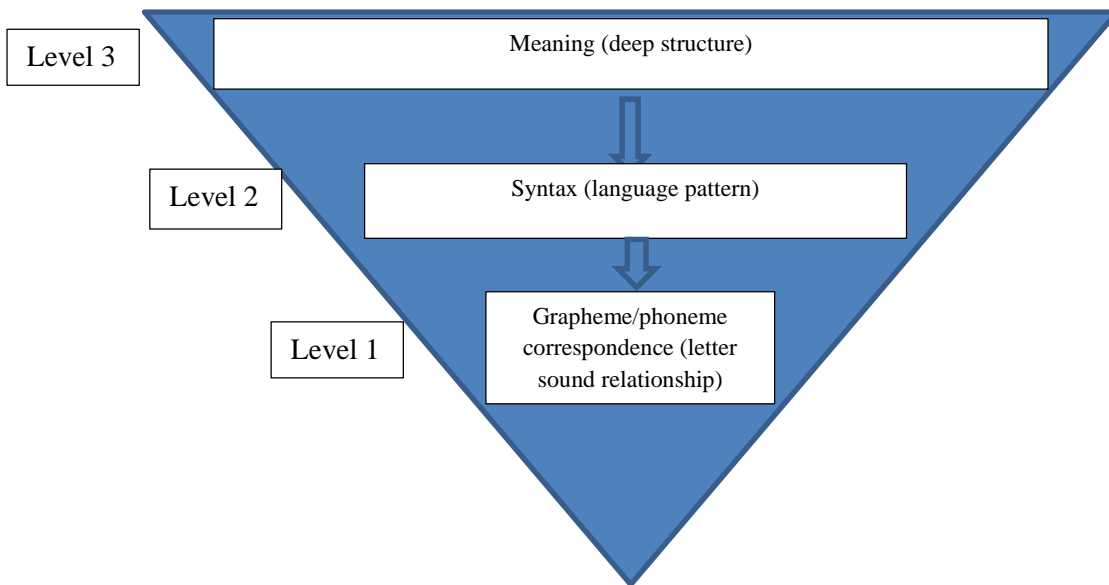 Meaning (deep structure)
Level 3
Syntax (language pattern)
Level 2
Grapheme/phoneme
correspondence (letter
sound relationship)
Level 1